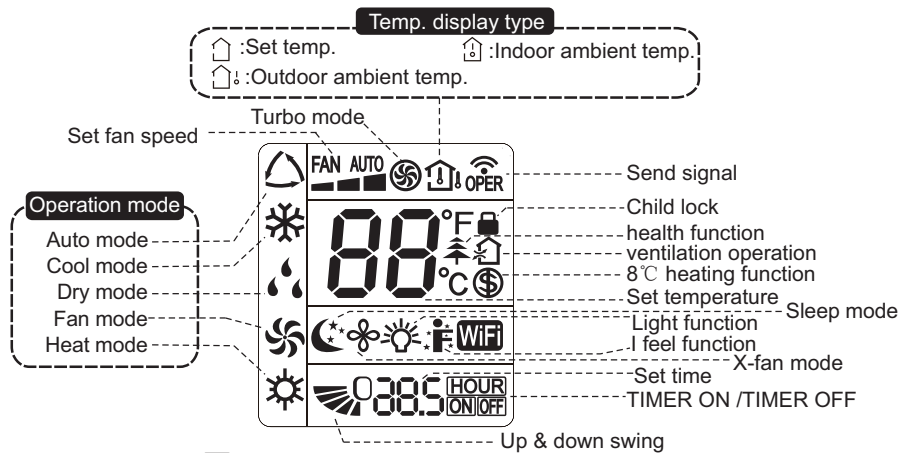 Temp. display type
:Set temp. :Indoor ambient temp.
:Outdoor ambient temp.
Turbo mode
Set fan speed
FAN AUTO
OPER
Send signal
Operation mode
Auto mode
Cool mode
Dry mode
Fan mode
Heat mode
88
°F
°C
Child lock
health function
ventilation operation
8℃ heating function
Set temperature
Sleep mode
Light function
I feel function
WiFi
X-fan mode
Set time
038.5
HOUR
ON OFF
TIMER ON /TIMER OFF
Up & down swing